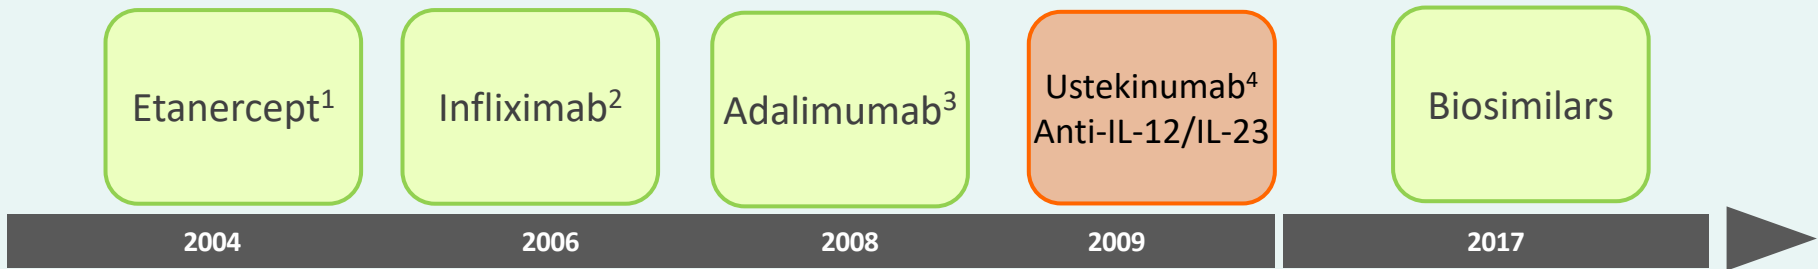 Etanercept¹
Infliximab²
Adalimumab³
Ustekinumab⁴
Anti-IL-12/IL-23
Biosimilars
2004
2006
2008
2009
2017